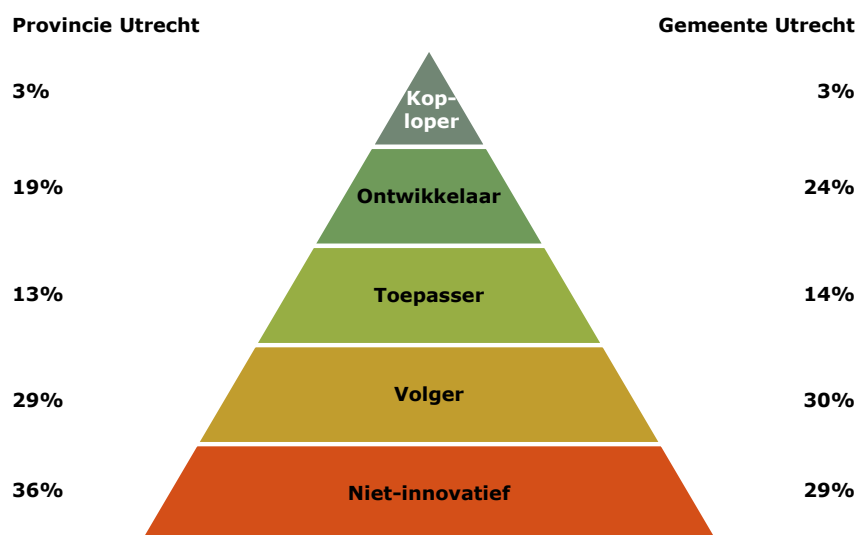 Provincie Utrecht
Gemeente Utrecht
3%
Kop-
loper
3%
19%
Ontwikkelaar
24%
13%
Toepasser
14%
29%
Volger
30%
36%
Niet-innovatief
29%